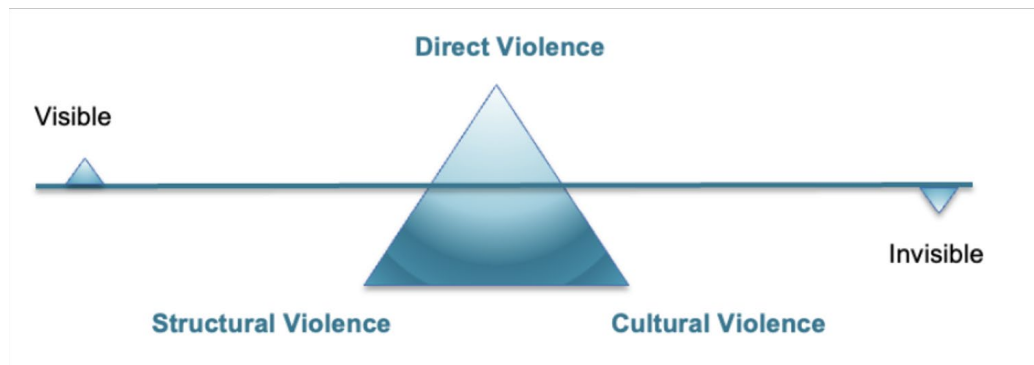 Direct Violence
Visible
Invisible
Structural Violence
Cultural Violence